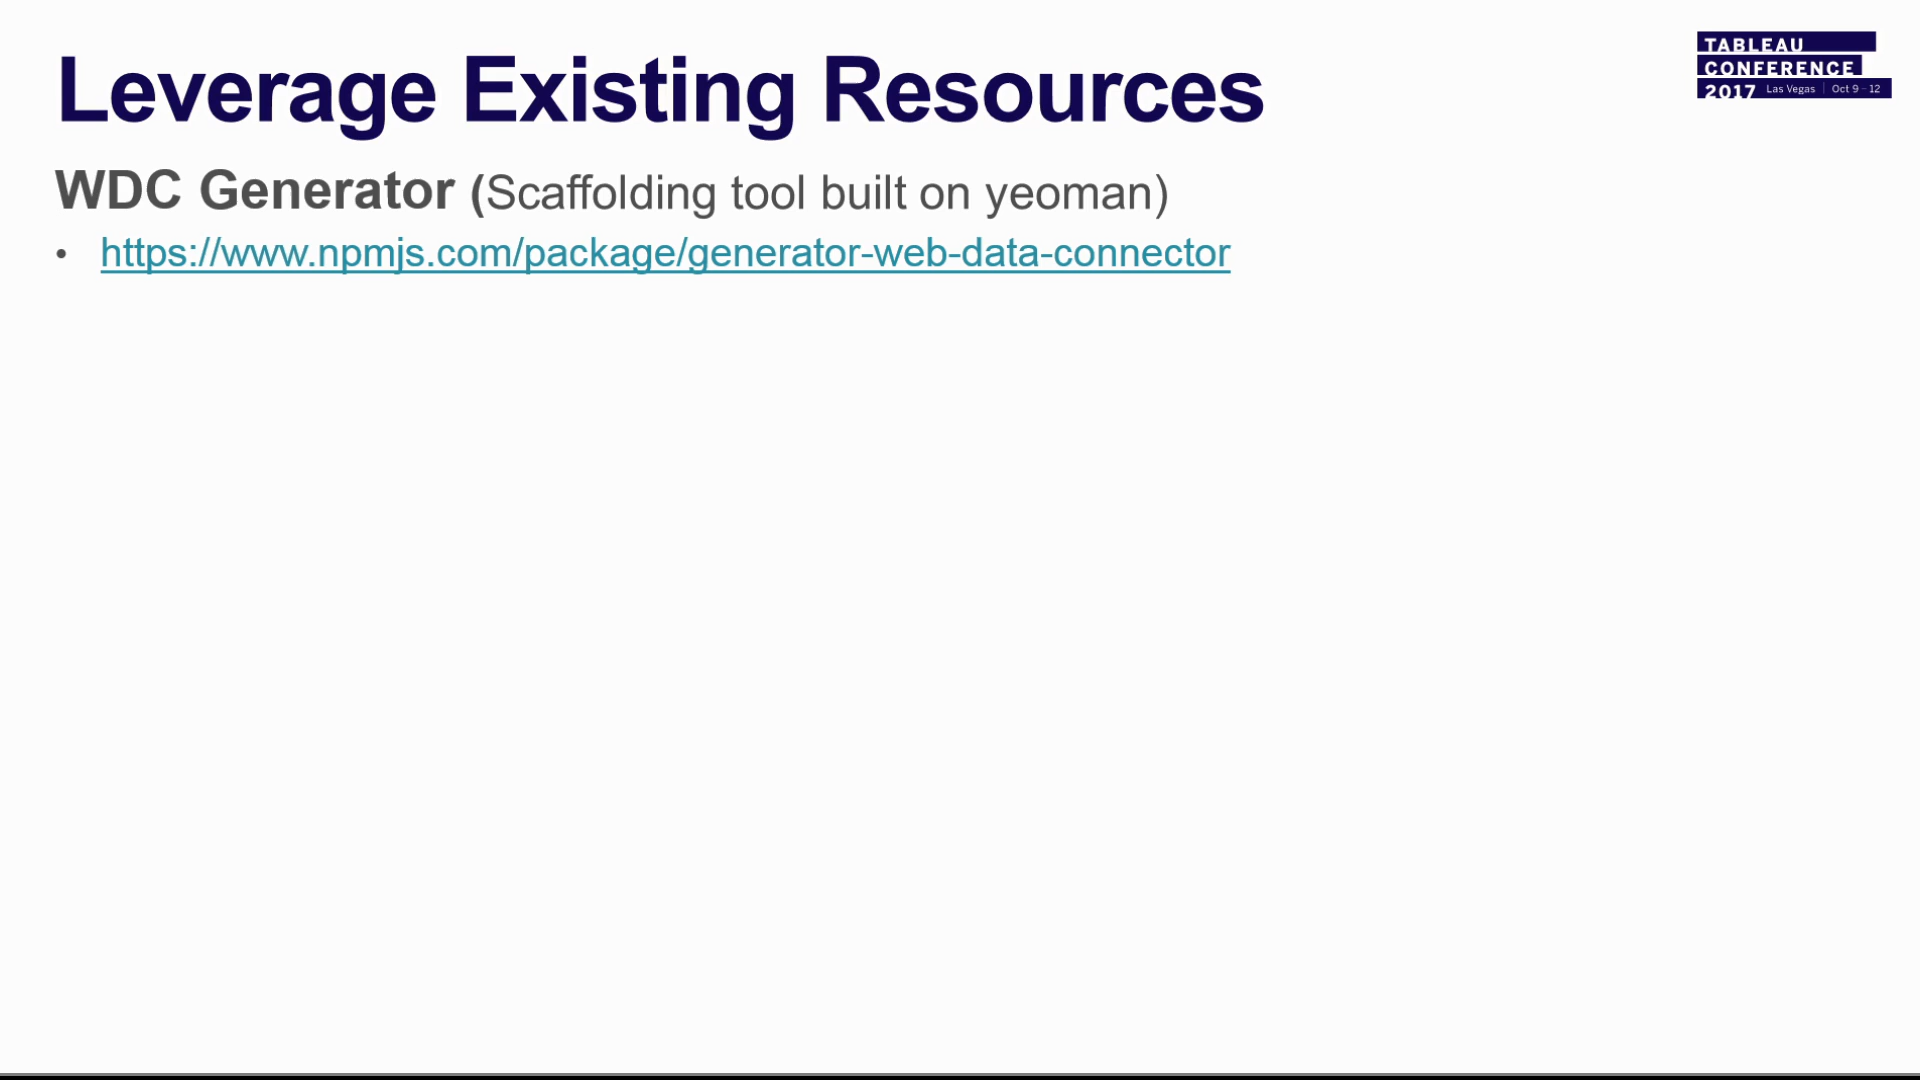 Leverage Existing Resources
TABLEAU
CONFERENCE
2017 Las Vegas | Oct 9 - 12
WDC Generator (Scaffolding tool built on yeoman)
• https://www.npmjs.com/package/generator-web-data-connector